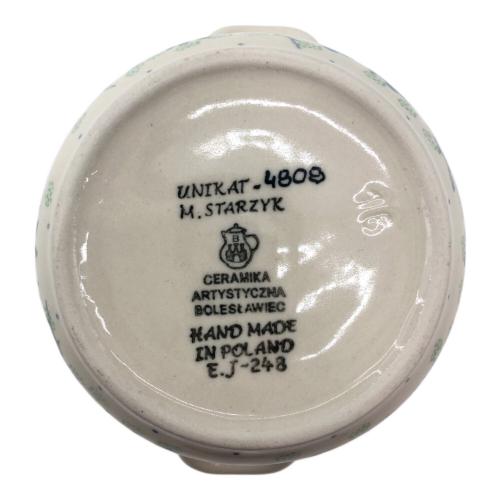 UNIKAT-4808
M. STARZYK
B
CERAMIKA
ARTYSTYCZNA
BOLESŁAWIEC
HAND MADE
IN POLAND
E.J-248